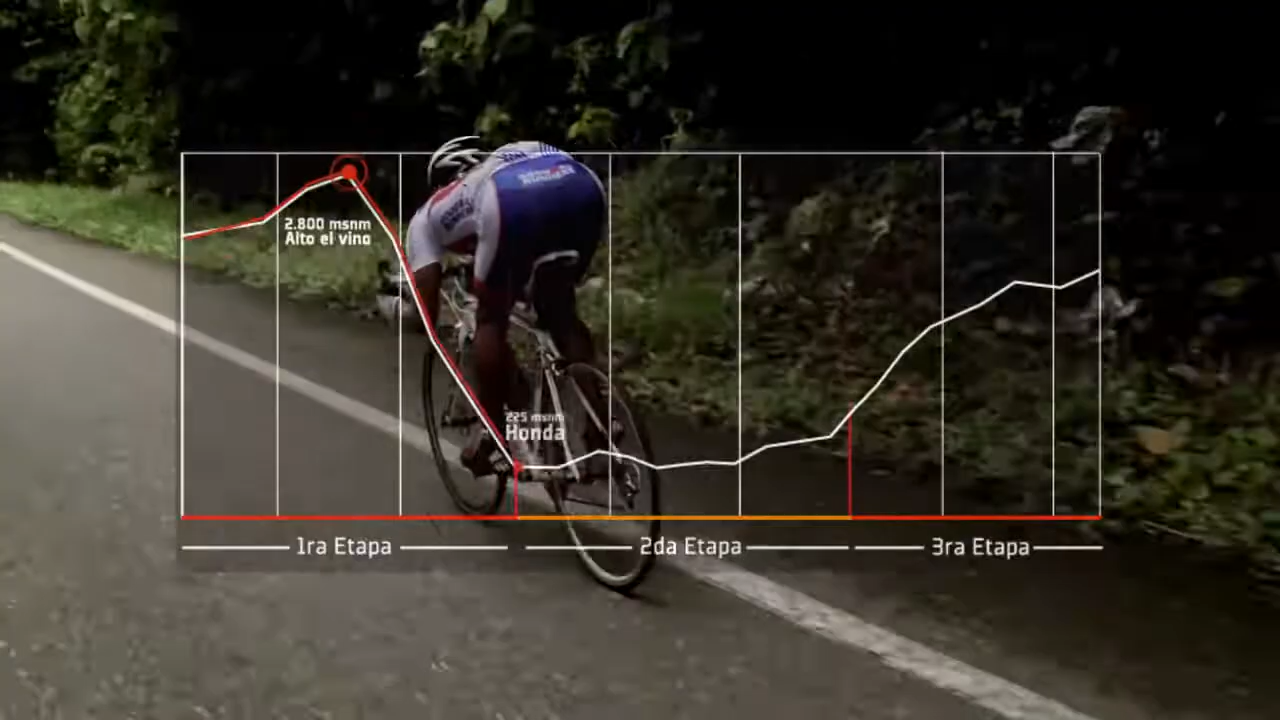 2.800 msnm
Alto el vino
225 msnm
Honda
1ra Etapa
2da Etapa
3ra Etapa